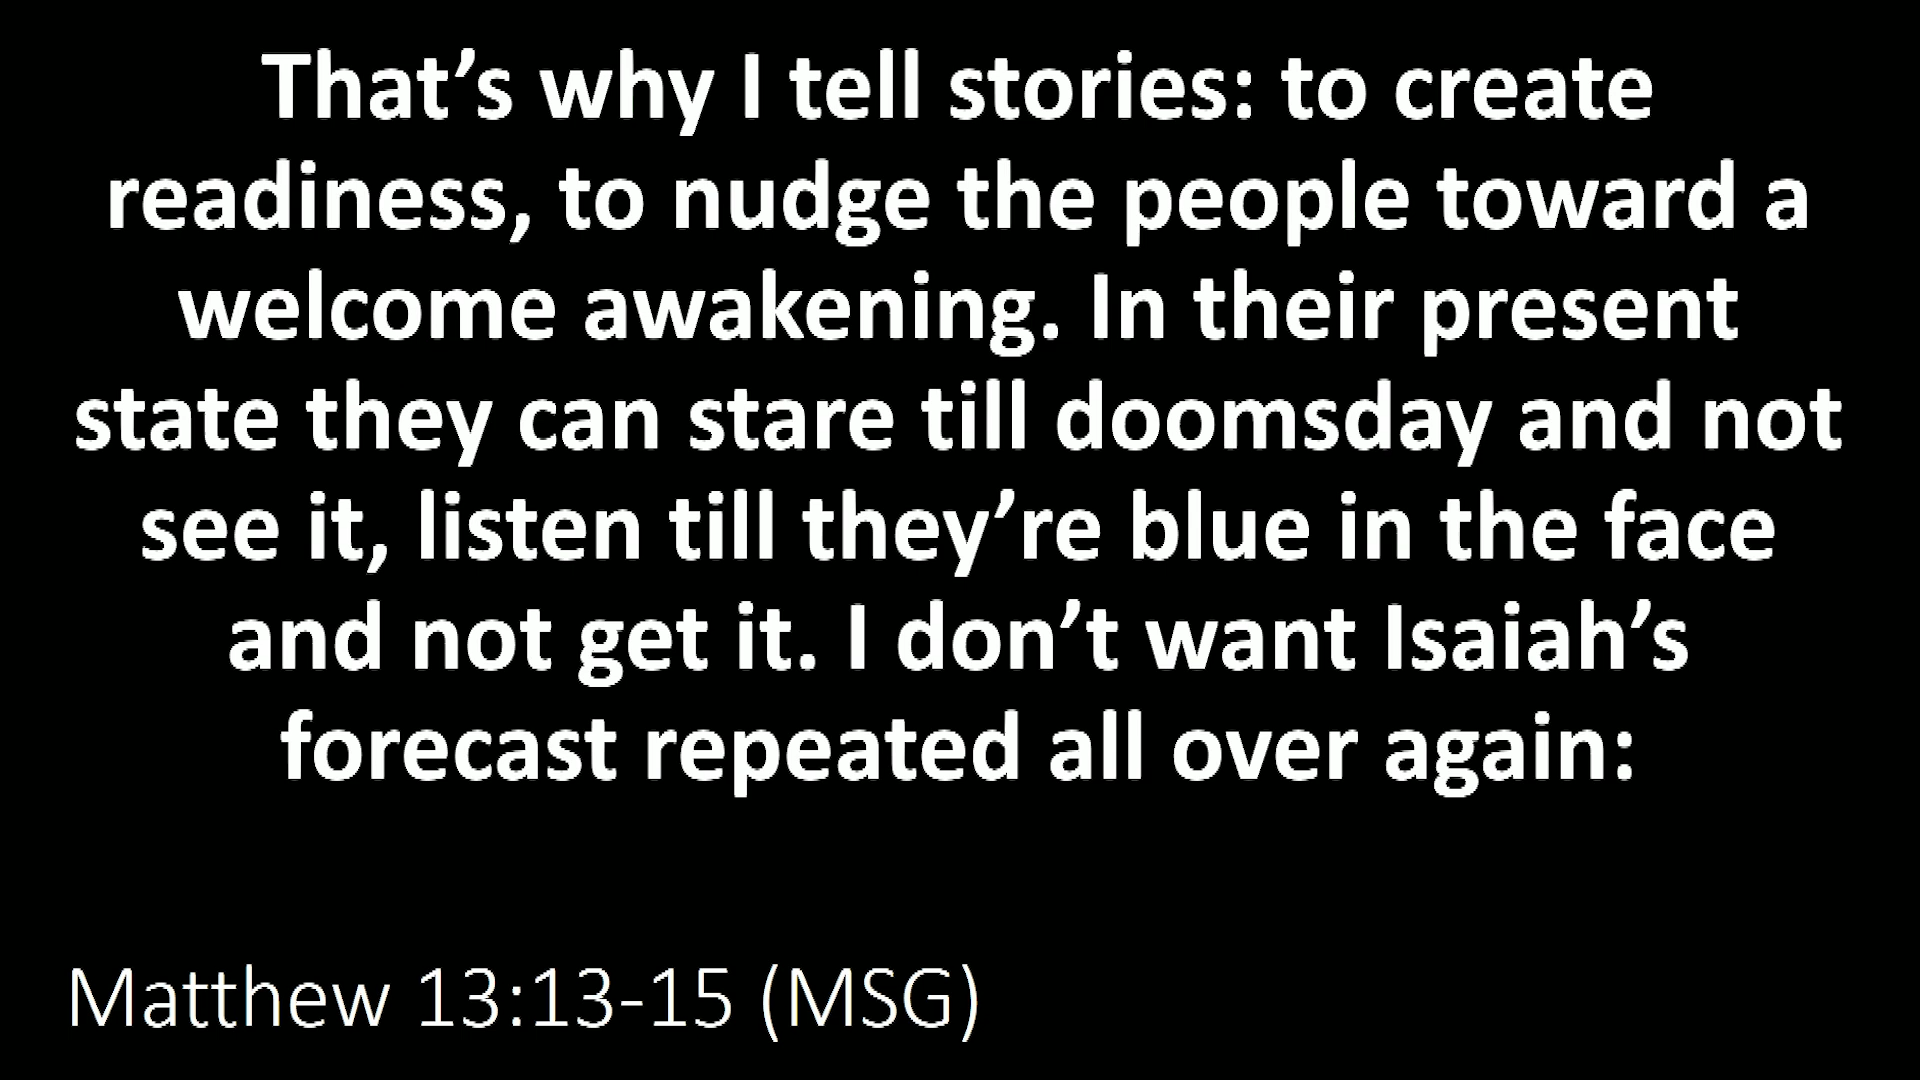 That’s why I tell stories: to create
readiness, to nudge the people toward a
welcome awakening. In their present
state they can stare till doomsday and not
see it, listen till they’re blue in the face
and not get it. I don’t want Isaiah’s
forecast repeated all over again:
Matthew 13:13-15 (MSG)